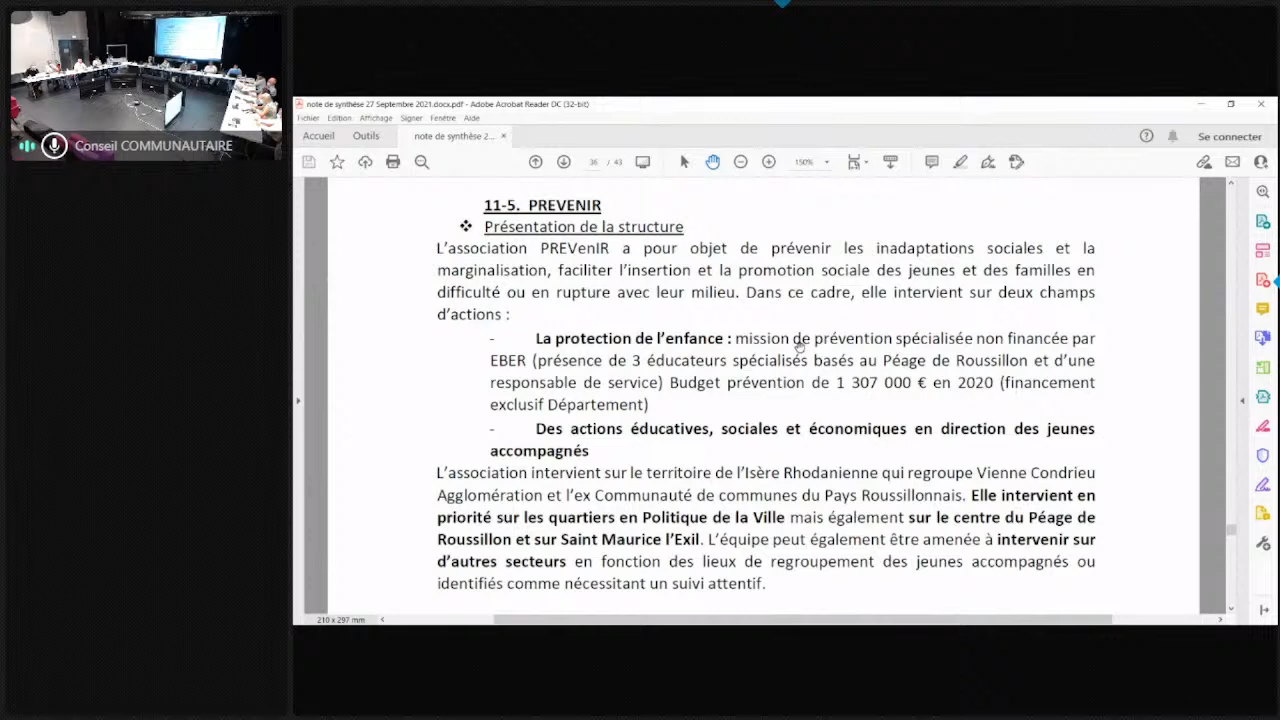 Conseil COMMUNAUTAIRE
note de synthèse 27 Septembre 2021.docx.pdf - Adobe Acrobat Reader DC (32-bit)
Fichier Edition Affichage Signer Fenêtre Aide
Accueil Outils note de synthèse 2... × Se connecter
36 / 43 150%
11-5. PREVENIR
❖ Présentation de la structure
L’association PREVenIR a pour objet de prévenir les inadaptations sociales et la
marginalisation, faciliter l’insertion et la promotion sociale des jeunes et des familles en
difficulté ou en rupture avec leur milieu. Dans ce cadre, elle intervient sur deux champs
d’actions :
- La protection de l’enfance : mission de prévention spécialisée non financée par
EBER (présence de 3 éducateurs spécialisés basés au Péage de Roussillon et d’une
responsable de service) Budget prévention de 1 307 000 € en 2020 (financement
exclusif Département)
- Des actions éducatives, sociales et économiques en direction des jeunes
accompagnés
L’association intervient sur le territoire de l’Isère Rhodanienne qui regroupe Vienne Condrieu
Agglomération et l’ex Communauté de communes du Pays Roussillonnais. Elle intervient en
priorité sur les quartiers en Politique de la Ville mais également sur le centre du Péage de
Roussillon et sur Saint Maurice l’Exil. L’équipe peut également être amenée à intervenir sur
d’autres secteurs en fonction des lieux de regroupement des jeunes accompagnés ou
identifiés comme nécessitant un suivi attentif.
210 x 297 mm